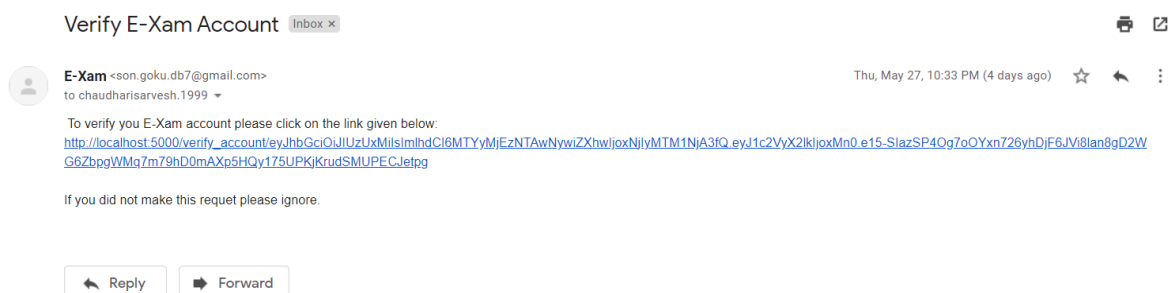 Verify E-Xam Account Inbox ×
E-Xam <son.goku.db7@gmail.com> Thu, May 27, 10:33 PM (4 days ago)
to chaudharisarvesh.1999
To verify you E-Xam account please click on the link given below:
http://localhost:5000/verify_account/eyJhbGciOiJIUzUxMiIsImlhdCI6MTYyMjEzNTAwNywiZXhwIjoxNjIyMTM1NjA3fQ.eyJ1c2VyX2lkIjoxMn0.e15-SIazSP4Og7oOYxn726yhDjF6JVi8Ian8gD2W
G6ZbpgWMq7m79hD0mAXp5HQy175UPKjKrudSMUPECJetpg
If you did not make this requet please ignore.
Reply Forward